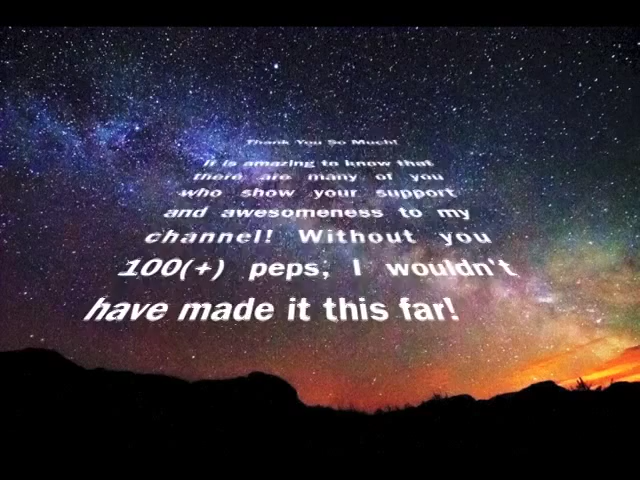 Thank You So Much!
It is amazing to know that
there are many of you
who show your support
and awesomeness to my
channel! Without you
100(+) peps, I wouldn't
have made it this far!